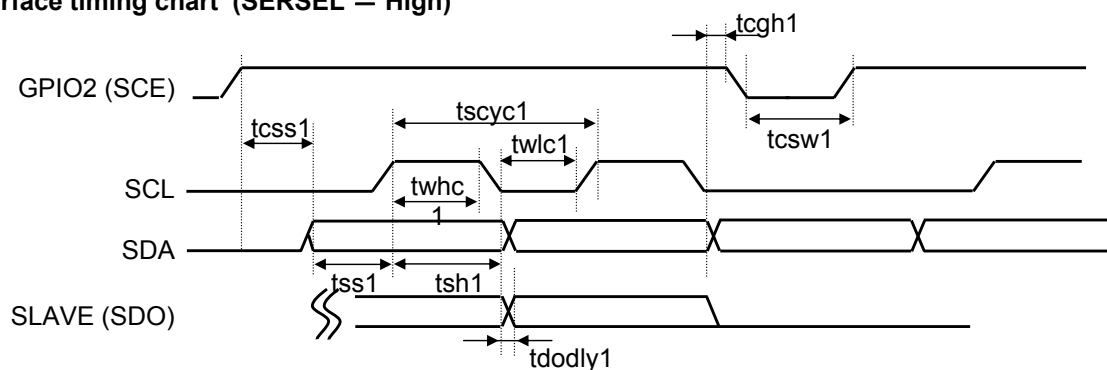 rface timing chart (SERSEL — High)
tcgh1
GPIO2 (SCE)
tscyc1
tcss1
twlc1
tcsw1
SCL
twhc
1
SDA
tss1
tsh1
SLAVE (SDO)
tdodly1